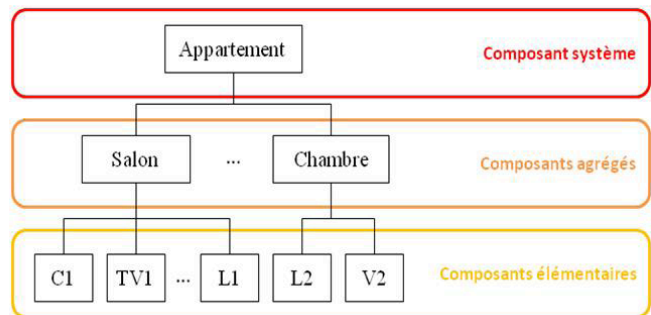 Appartement
Composant système
Salon ... Chambre
Composants agrégés
C1 TV1 ... L1 L2 V2
Composants élémentaires